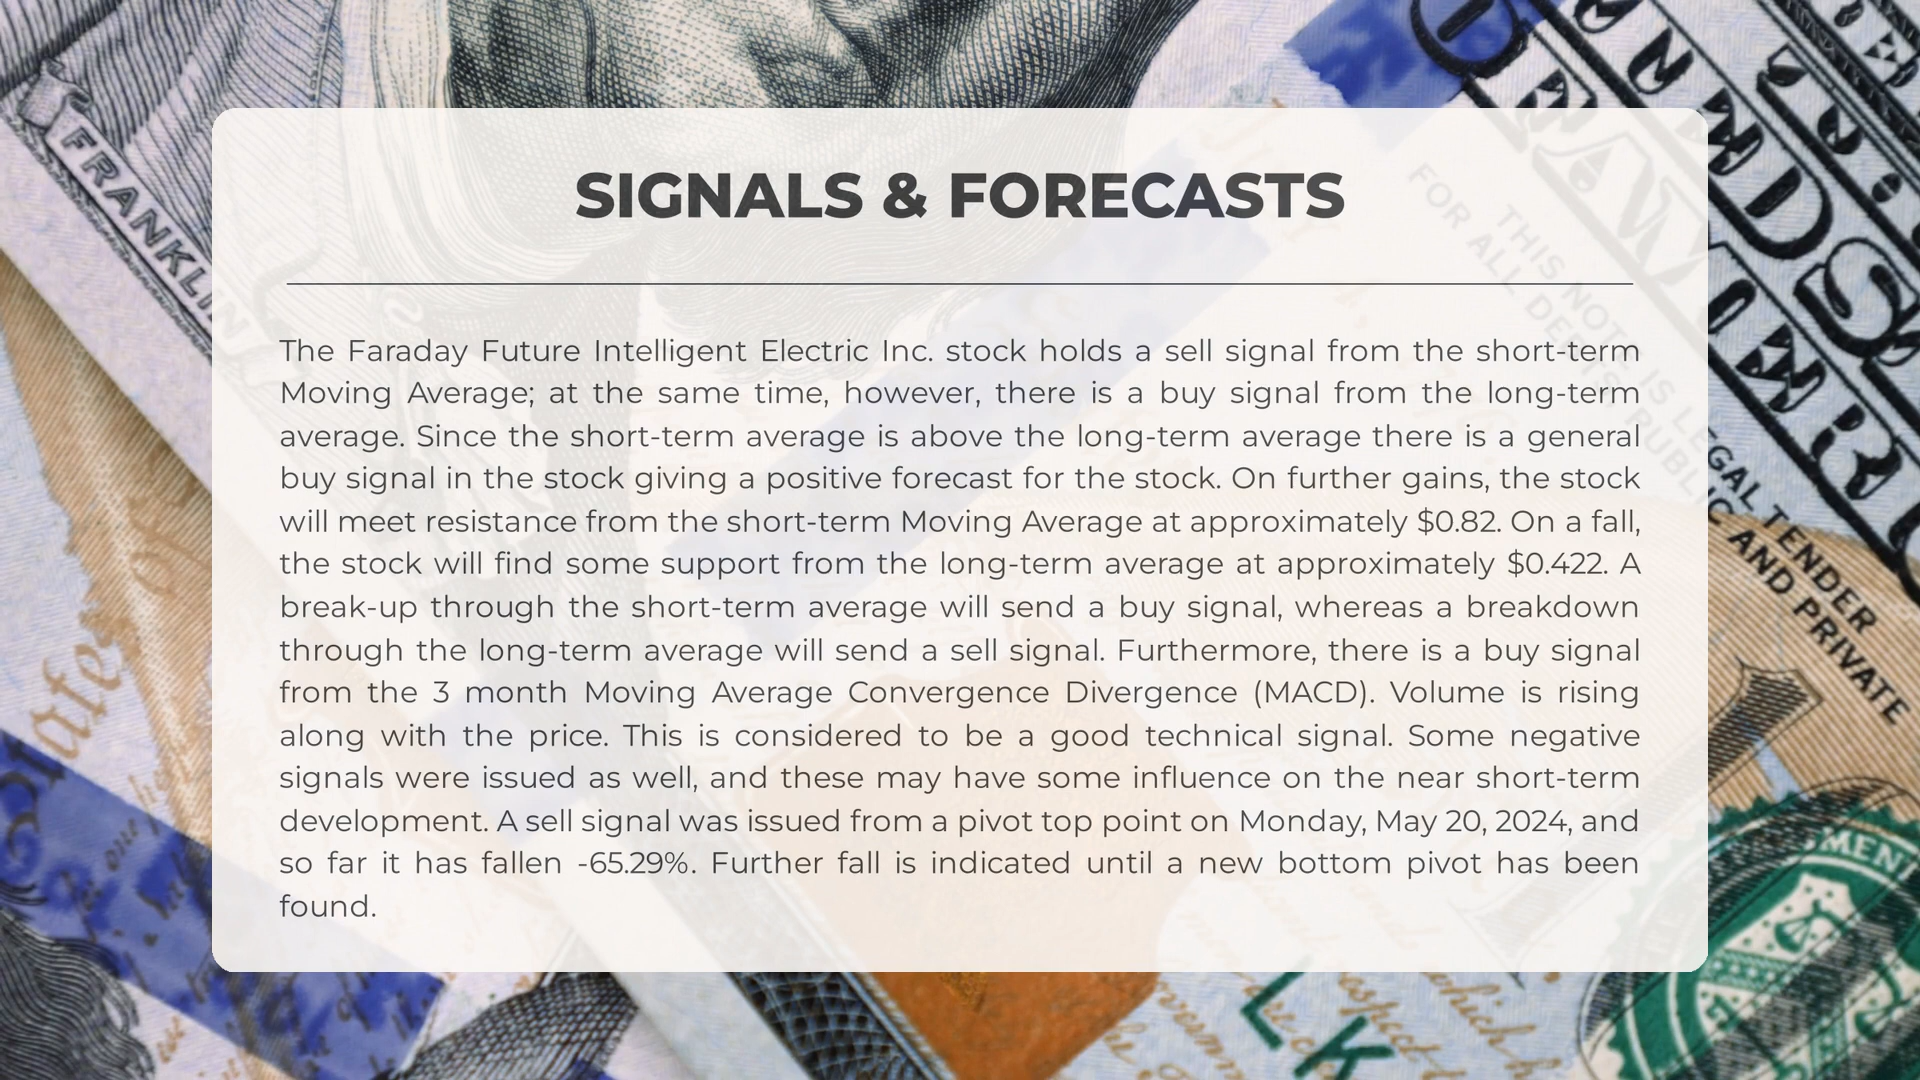 SIGNALS & FORECASTS
The Faraday Future Intelligent Electric Inc. stock holds a sell signal from the short-term
Moving Average; at the same time, however, there is a buy signal from the long-term
average. Since the short-term average is above the long-term average there is a general
buy signal in the stock giving a positive forecast for the stock. On further gains, the stock
will meet resistance from the short-term Moving Average at approximately $0.82. On a fall,
the stock will find some support from the long-term average at approximately $0.422. A
break-up through the short-term average will send a buy signal, whereas a breakdown
through the long-term average will send a sell signal. Furthermore, there is a buy signal
from the 3 month Moving Average Convergence Divergence (MACD). Volume is rising
along with the price. This is considered to be a good technical signal. Some negative
signals were issued as well, and these may have some influence on the near short-term
development. A sell signal was issued from a pivot top point on Monday, May 20, 2024, and
so far it has fallen -65.29%. Further fall is indicated until a new bottom pivot has been
found.
FRANKLIN
THIS NOTE IS LEGAL TENDER
FOR ALL DEBTS, PUBLIC AND PRIVATE